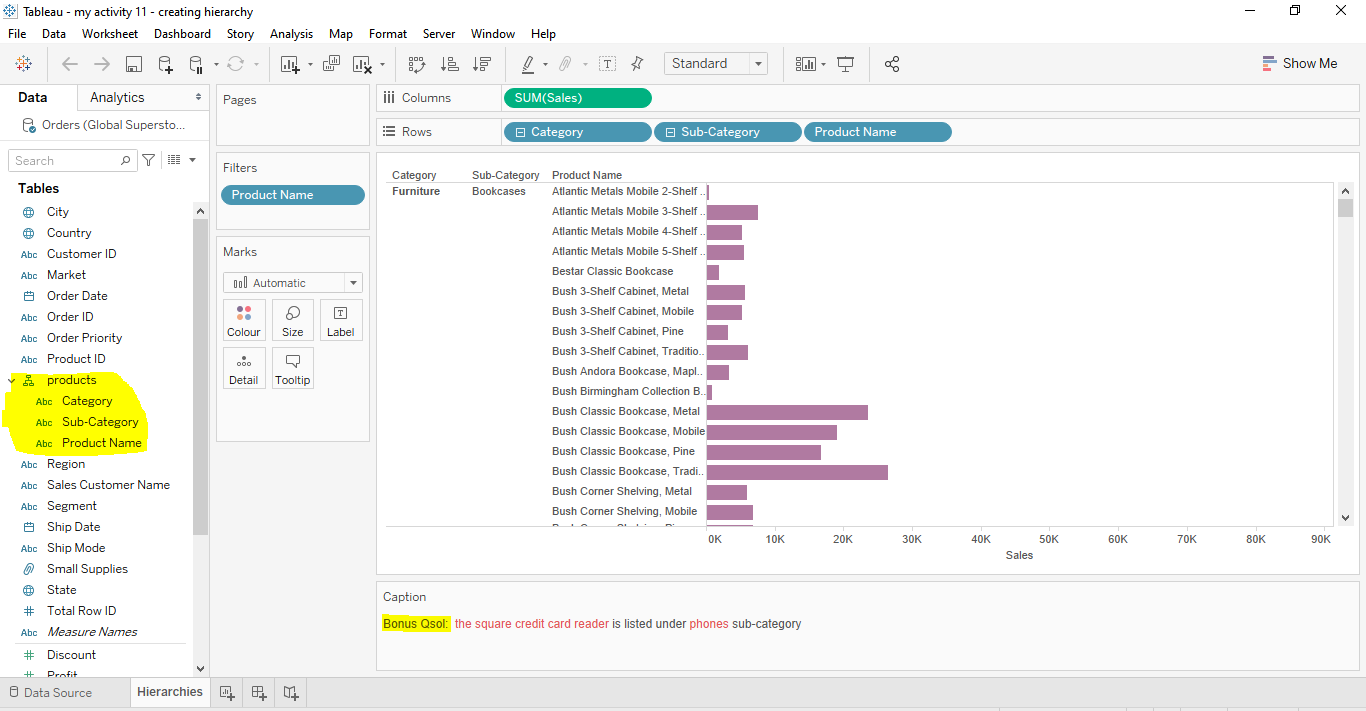 Tableau - my activity 11 - creating hierarchy
File Data Worksheet Dashboard Story Analysis Map Format Server Window Help
Standard
Show Me
Data Analytics
Orders (Global Supersto...
Search
Tables
City
Country
Abc Customer ID
Abc Market
Order Date
Abc Order ID
Abc Order Priority
Abc Product ID
products
Abc Category
Abc Sub-Category
Abc Product Name
Abc Region
Abc Sales Customer Name
Abc Segment
Ship Date
Abc Ship Mode
Small Supplies
State
# Total Row ID
Abc Measure Names
# Discount
# Profit
Pages
Filters
Product Name
Marks
Automatic
Colour Size Label
Detail Tooltip
Columns SUM(Sales)
Rows Category Sub-Category Product Name
Category Sub-Category Product Name
Furniture Bookcases Atlantic Metals Mobile 2-Shelf ..
Atlantic Metals Mobile 3-Shelf ..
Atlantic Metals Mobile 4-Shelf ..
Atlantic Metals Mobile 5-Shelf ..
Bestar Classic Bookcase
Bush 3-Shelf Cabinet, Metal
Bush 3-Shelf Cabinet, Mobile
Bush 3-Shelf Cabinet, Pine
Bush 3-Shelf Cabinet, Traditio..
Bush Andora Bookcase, Mapl..
Bush Birmingham Collection B..
Bush Classic Bookcase, Metal
Bush Classic Bookcase, Mobile
Bush Classic Bookcase, Pine
Bush Classic Bookcase, Tradi..
Bush Corner Shelving, Metal
Bush Corner Shelving, Mobile
0K 10K 20K 30K 40K 50K 60K 70K 80K 90K
Sales
Caption
Bonus Qsol: the square credit card reader is listed under phones sub-category
Data Source Hierarchies